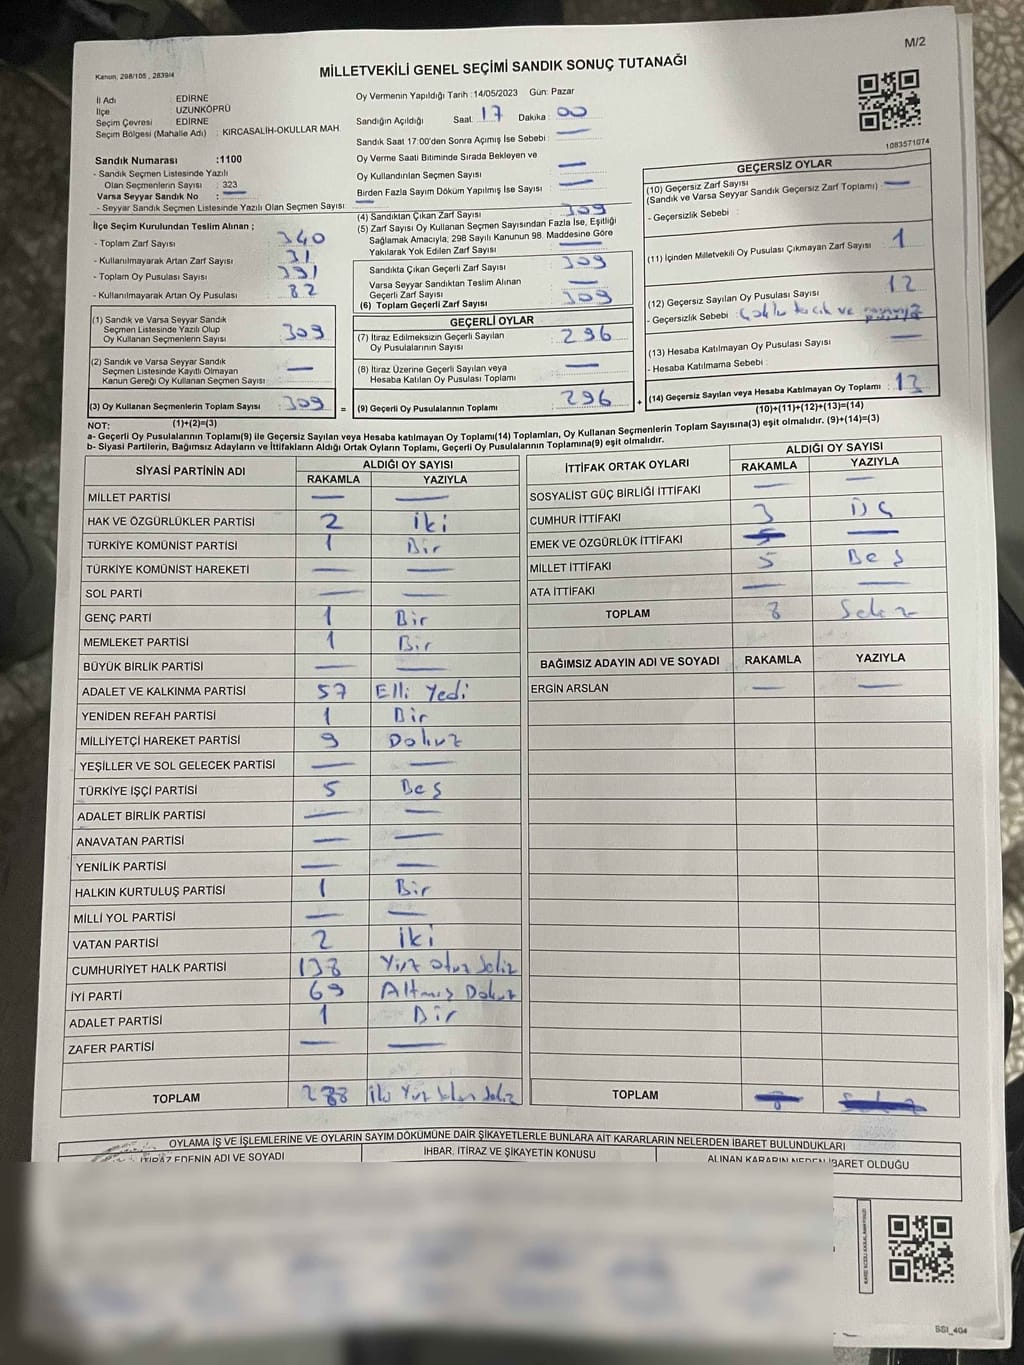 M/2
Kanun, 298/105 , 2839/4
MİLLETVEKİLİ GENEL SEÇİMİ SANDIK SONUÇ TUTANAĞI
İl Adı : EDİRNE
İlçe : UZUNKÖPRÜ
Seçim Çevresi : EDİRNE
Seçim Bölgesi (Mahalle Adı) : KIRCASALİH-OKULLAR MAH.
Oy Vermenin Yapıldığı Tarih :14/05/2023 Gün: Pazar
Sandığın Açıldığı Saat: 17 Dakika : 00
Sandık Saat 17:00'den Sonra Açımış İse Sebebi : —
Oy Verme Saati Bitiminde Sırada Bekleyen ve
Oy Kullandırılan Seçmen Sayısı : —
Birden Fazla Sayım Döküm Yapılmış İse Sayısı : —
1083571074
Sandık Numarası :1100
- Sandık Seçmen Listesinde Yazılı
Olan Seçmenlerin Sayısı : 323
Varsa Seyyar Sandık No : —
- Seyyar Sandık Seçmen Listesinde Yazılı Olan Seçmen Sayısı: —
İlçe Seçim Kurulundan Teslim Alınan ;
- Toplam Zarf Sayısı : 340
- Kullanılmayarak Artan Zarf Sayısı : 31
- Toplam Oy Pusulası Sayısı : 391
- Kullanılmayarak Artan Oy Pusulası : 82
(4) Sandıktan Çıkan Zarf Sayısı : 309
(5) Zarf Sayısı Oy Kullanan Seçmen Sayısından Fazla İse, Eşitliği
Sağlamak Amacıyla, 298 Sayılı Kanunun 98. Maddesine Göre
Yakılarak Yok Edilen Zarf Sayısı : —
Sandıkta Çıkan Geçerli Zarf Sayısı : 309
Varsa Seyyar Sandıktan Teslim Alınan
Geçerli Zarf Sayısı : —
(6) Toplam Geçerli Zarf Sayısı : 309
GEÇERSİZ OYLAR
(10) Geçersiz Zarf Sayısı
(Sandık ve Varsa Seyyar Sandık Geçersiz Zarf Toplamı) : —
- Geçersizlik Sebebi :
(11) İçinden Milletvekili Oy Pusulası Çıkmayan Zarf Sayısı : 1
(12) Geçersiz Sayılan Oy Pusulası Sayısı : 12
- Geçersizlik Sebebi : ve
(13) Hesaba Katılmayan Oy Pusulası Sayısı : —
- Hesaba Katılmama Sebebi :
(14) Geçersiz Sayılan veya Hesaba Katılmayan Oy Toplamı : 13
(10)+(11)+(12)+(13)=(14)
(1) Sandık ve Varsa Seyyar Sandık
Seçmen Listesinde Yazılı Olup
Oy Kullanan Seçmenlerin Sayısı : 309
(2) Sandık ve Varsa Seyyar Sandık
Seçmen Listesinde Kayıtlı Olmayan
Kanun Gereği Oy Kullanan Seçmen Sayısı : —
(3) Oy Kullanan Seçmenlerin Toplam Sayısı : 309 =
GEÇERLİ OYLAR
(7) İtiraz Edilmeksizin Geçerli Sayılan
Oy Pusulalarının Sayısı : 296
(8) İtiraz Üzerine Geçerli Sayılan veya
Hesaba Katılan Oy Pusulası Toplamı : —
(9) Geçerli Oy Pusulalarının Toplamı : 296 +
NOT: (1)+(2)=(3)
a- Geçerli Oy Pusulalarının Toplamı(9) ile Geçersiz Sayılan veya Hesaba katılmayan Oy Toplamı(14) Toplamları, Oy Kullanan Seçmenlerin Toplam Sayısına(3) eşit olmalıdır. (9)+(14)=(3)
b- Siyasi Partilerin, Bağımsız Adayların ve İttifakların Aldığı Ortak Oyların Toplamı, Geçerli Oy Pusulalarının Toplamına(9) eşit olmalıdır.
SİYASİ PARTİNİN ADI ALDIĞI OY SAYISI
RAKAMLA YAZIYLA
MİLLET PARTİSİ — —
HAK VE ÖZGÜRLÜKLER PARTİSİ 2 İki
TÜRKİYE KOMÜNİST PARTİSİ 1 Bir
TÜRKİYE KOMÜNİST HAREKETİ — —
SOL PARTİ — —
GENÇ PARTİ 1 Bir
MEMLEKET PARTİSİ 1 Bir
BÜYÜK BİRLİK PARTİSİ — —
ADALET VE KALKINMA PARTİSİ 57 Elli Yedi
YENİDEN REFAH PARTİSİ 1 Bir
MİLLİYETÇİ HAREKET PARTİSİ 9 Dokuz
YEŞİLLER VE SOL GELECEK PARTİSİ — —
TÜRKİYE İŞÇİ PARTİSİ 5 Beş
ADALET BİRLİK PARTİSİ — —
ANAVATAN PARTİSİ — —
YENİLİK PARTİSİ — —
HALKIN KURTULUŞ PARTİSİ 1 Bir
MİLLİ YOL PARTİSİ — —
VATAN PARTİSİ 2 İki
CUMHURİYET HALK PARTİSİ 138 Yüz otuz Sekiz
İYİ PARTİ 69 Altmış Dokuz
ADALET PARTİSİ 1 Bir
ZAFER PARTİSİ — —
TOPLAM 288 İki Yüz Seksen Sekiz
İTTİFAK ORTAK OYLARI ALDIĞI OY SAYISI
RAKAMLA YAZIYLA
SOSYALİST GÜÇ BİRLİĞİ İTTİFAKI — —
CUMHUR İTTİFAKI 3 Üç
EMEK VE ÖZGÜRLÜK İTTİFAKI — —
MİLLET İTTİFAKI 5 Beş
ATA İTTİFAKI — —
TOPLAM 8 Sekiz
BAĞIMSIZ ADAYIN ADI VE SOYADI RAKAMLA YAZIYLA
ERGİN ARSLAN — —
TOPLAM
OYLAMA İŞ VE İŞLEMLERİNE VE OYLARIN SAYIM DÖKÜMÜNE DAİR ŞİKAYETLERLE BUNLARA AİT KARARLARIN NELERDEN İBARET BULUNDUKLARI
İTİRAZ EDENİN ADI VE SOYADI İHBAR, İTİRAZ VE ŞİKAYETİN KONUSU ALINAN KARARIN NEDEN İBARET OLDUĞU
SSI_404